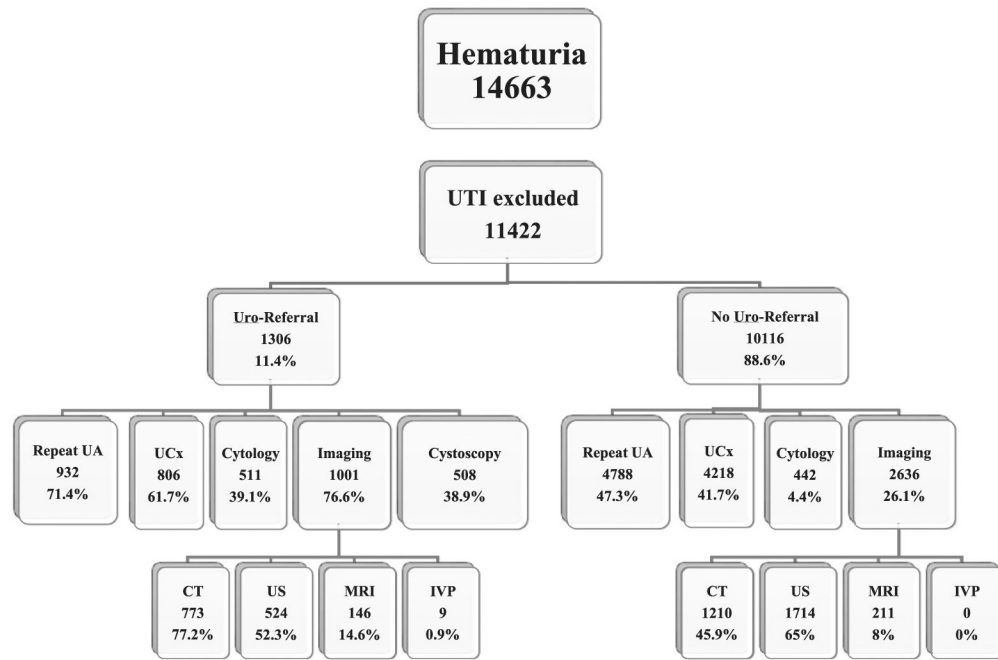 Hematuria
14663
UTI excluded
11422
Uro-Referral
1306
11.4%
No Uro-Referral
10116
88.6%
Repeat UA
932
71.4%
UCx
806
61.7%
Cytology
511
39.1%
Imaging
1001
76.6%
Cystoscopy
508
38.9%
Repeat UA
4788
47.3%
UCx
4218
41.7%
Cytology
442
4.4%
Imaging
2636
26.1%
CT
773
77.2%
US
524
52.3%
MRI
146
14.6%
IVP
9
0.9%
CT
1210
45.9%
US
1714
65%
MRI
211
8%
IVP
0
0%